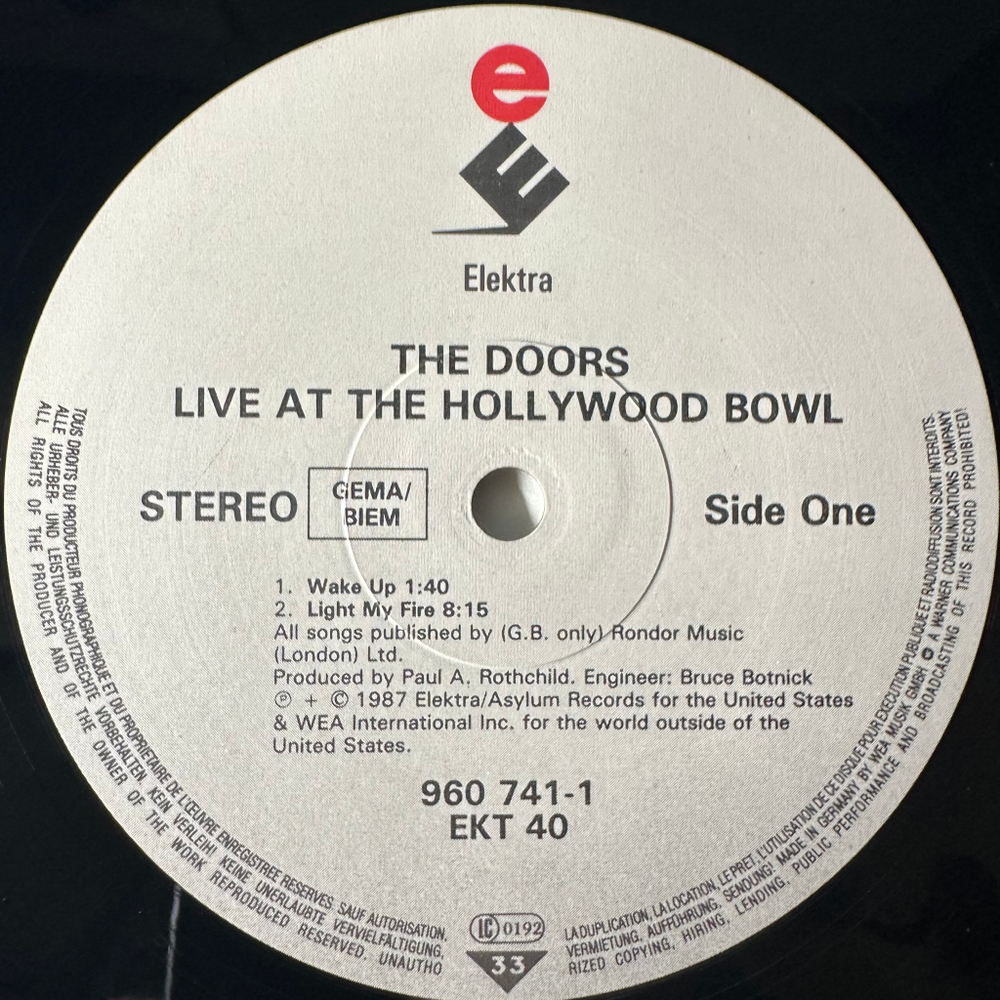 e
E
Elektra
THE DOORS
LIVE AT THE HOLLYWOOD BOWL
STEREO
GEMA/
BIEM
Side One
1. Wake Up 1:40
2. Light My Fire 8:15
All songs published by (G.B. only) Rondor Music
(London) Ltd.
Produced by Paul A. Rothchild. Engineer: Bruce Botnick
Ⓟ + © 1987 Elektra/Asylum Records for the United States
& WEA International Inc. for the world outside of the
United States.
960 741-1
EKT 40
TOUS DROITS DU PRODUCTEUR PHONOGRAPHIQUE ET DU PROPRIETAIRE DE L'ŒUVRE ENREGISTREE RESERVES. SAUF AUTORISATION, LA DUPLICATION, LA LOCATION, LE PRET, L'UTILISATION DE CE DISQUE POUR EXECUTION PUBLIQUE ET RADIODIFFUSION SONT INTERDITS.
ALLE URHEBER- UND LEISTUNGSSCHUTZRECHTE VORBEHALTEN. KEIN VERLEIH! KEINE UNERLAUBTE VERVIELFÄLTIGUNG, VERMIETUNG, AUFFÜHRUNG, SENDUNG! MADE IN GERMANY BY WEA MUSIK GMBH A WARNER COMMUNICATIONS COMPANY
ALL RIGHTS OF THE PRODUCER AND OF THE OWNER OF THE WORK REPRODUCED RESERVED. UNAUTHORIZED COPYING, HIRING, LENDING, PUBLIC PERFORMANCE AND BROADCASTING OF THIS RECORD PROHIBITED!
LC 0192
33